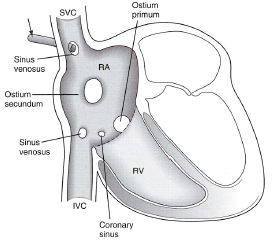 SVC
Ostium
primum
Sinus
venosus
RA
Ostium
secundum
Sinus
venosus
RV
IVC
Coronary
sinus